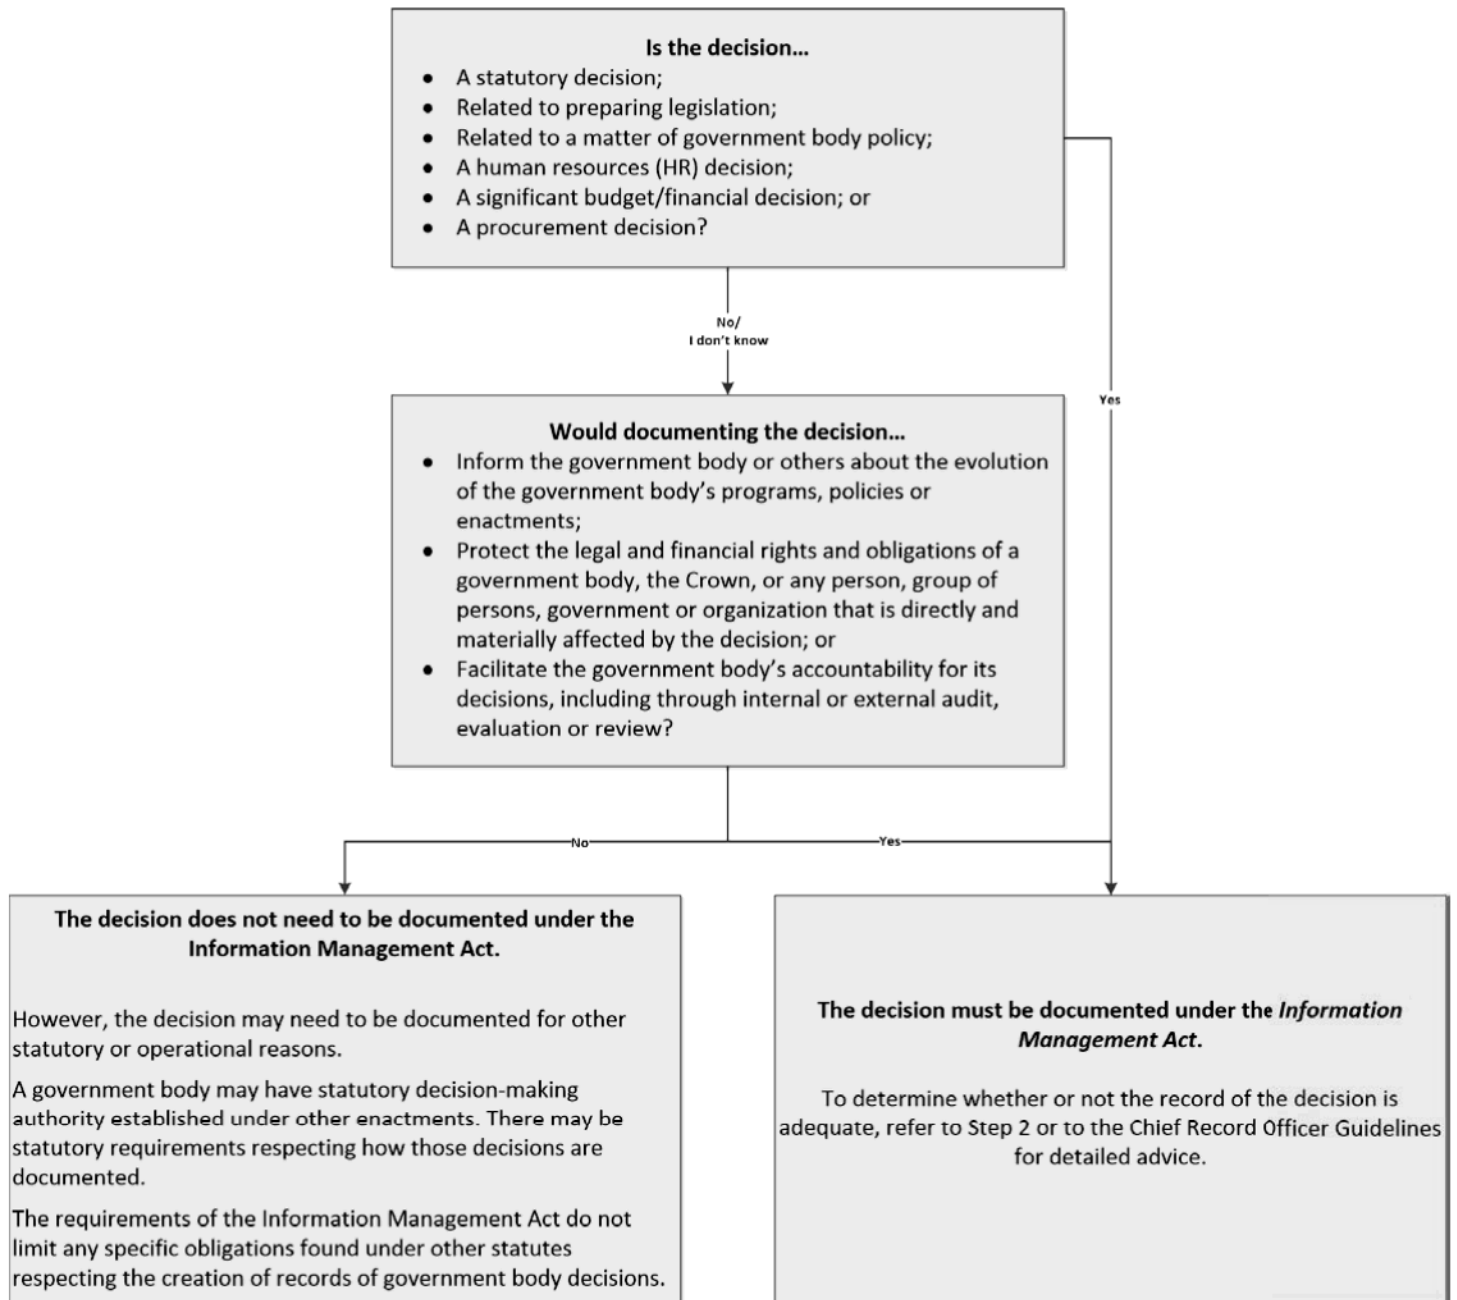 Is the decision...
• A statutory decision;
• Related to preparing legislation;
• Related to a matter of government body policy;
• A human resources (HR) decision;
• A significant budget/financial decision; or
• A procurement decision?
No/
I don't know
Yes
Would documenting the decision...
• Inform the government body or others about the evolution
of the government body's programs, policies or
enactments;
• Protect the legal and financial rights and obligations of a
government body, the Crown, or any person, group of
persons, government or organization that is directly and
materially affected by the decision; or
• Facilitate the government body's accountability for its
decisions, including through internal or external audit,
evaluation or review?
No
Yes
The decision does not need to be documented under the
Information Management Act.
However, the decision may need to be documented for other
statutory or operational reasons.
A government body may have statutory decision-making
authority established under other enactments. There may be
statutory requirements respecting how those decisions are
documented.
The requirements of the Information Management Act do not
limit any specific obligations found under other statutes
respecting the creation of records of government body decisions.
The decision must be documented under the Information
Management Act.
To determine whether or not the record of the decision is
adequate, refer to Step 2 or to the Chief Record Officer Guidelines
for detailed advice.